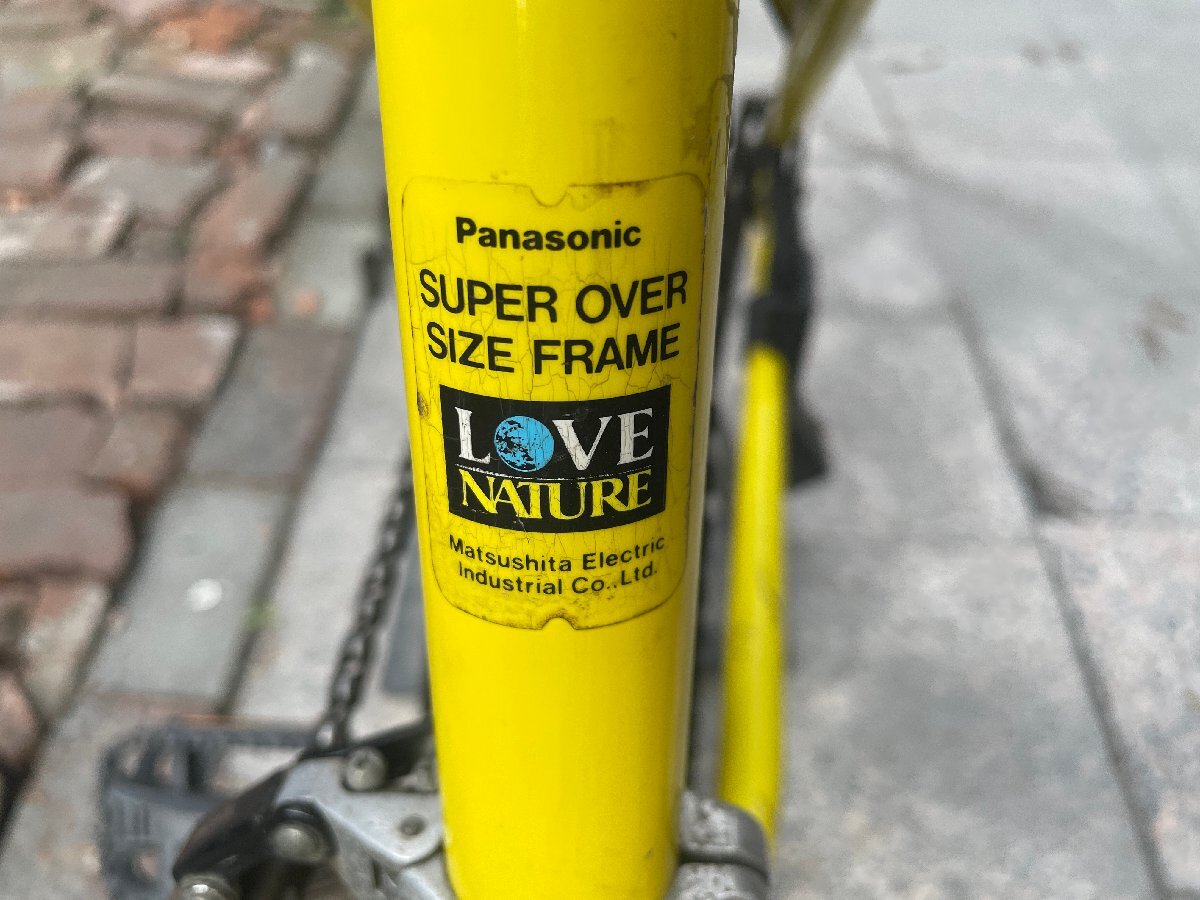 Panasonic
SUPER OVER
SIZE FRAME
LOVE
NATURE
Matsushita Electric
Industrial Co.,Ltd.